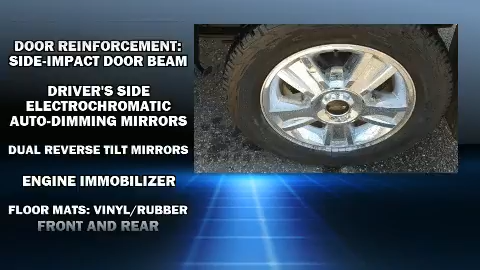 DOOR REINFORCEMENT:
SIDE-IMPACT DOOR BEAM
DRIVER'S SIDE
ELECTROCHROMATIC
AUTO-DIMMING MIRRORS
DUAL REVERSE TILT MIRRORS
ENGINE IMMOBILIZER
FLOOR MATS: VINYL/RUBBER
FRONT AND REAR